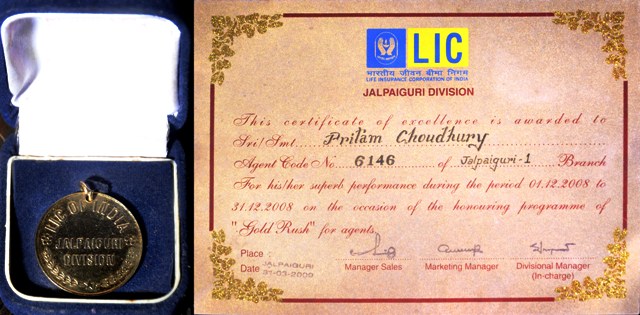 LIC OF INDIA
JALPAIGURI
DIVISION
LIC
भारतीय जीवन बीमा निगम
LIFE INSURANCE CORPORATION OF INDIA
JALPAIGURI DIVISION
This certificate of excellence is awarded to
Sri/Smt. Pritam Choudhury
Agent Code No. 6146 of Jalpaiguri-1 Branch
For his/her superb performance during the period 01.12.2008 to
31.12.2008 on the occasion of the honouring programme of
"Gold Rush" for agents.
Place :
Date JALPAIGURI
31-03-2009
Manager Sales
Marketing Manager
Divisional Manager
(In-charge)